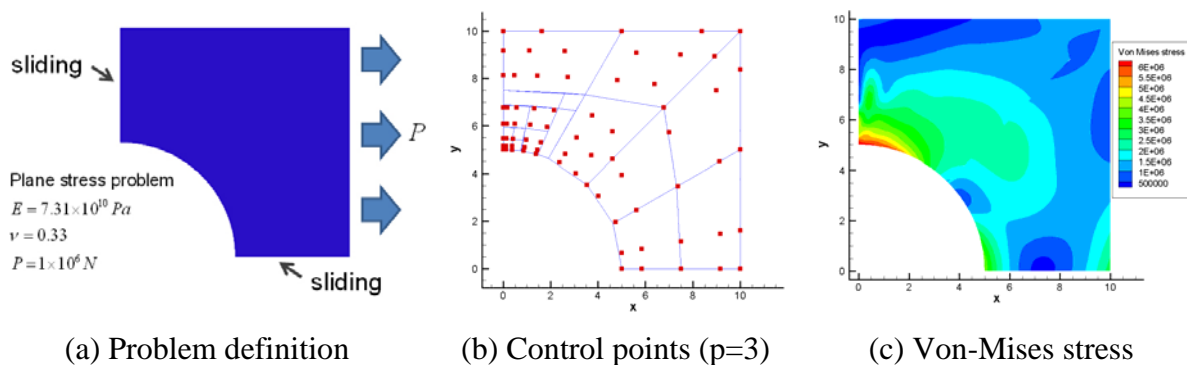 sliding
P
Plane stress problem
E = 7.31×10^10 Pa
ν = 0.33
P = 1×10^6 N
sliding
(a) Problem definition
10
8
6
4
2
0
y
0 2 4 6 8 10
x
(b) Control points (p=3)
10
8
6
4
2
0
y
0 2 4 6 8 10
x
Von Mises stress
6E+06
5.5E+06
5E+06
4.5E+06
4E+06
3.5E+06
3E+06
2.5E+06
2E+06
1.5E+06
1E+06
500000
(c) Von-Mises stress